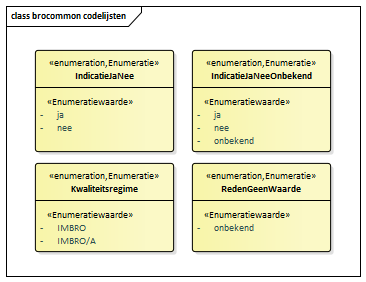 class brocommon codelijsten
«enumeration,Enumeratie»
IndicatieJaNee
«Enumeratiewaarde»
- ja
- nee
«enumeration,Enumeratie»
IndicatieJaNeeOnbekend
«Enumeratiewaarde»
- ja
- nee
- onbekend
«enumeration,Enumeratie»
Kwaliteitsregime
«Enumeratiewaarde»
- IMBRO
- IMBRO/A
«enumeration,Enumeratie»
RedenGeenWaarde
«Enumeratiewaarde»
- onbekend